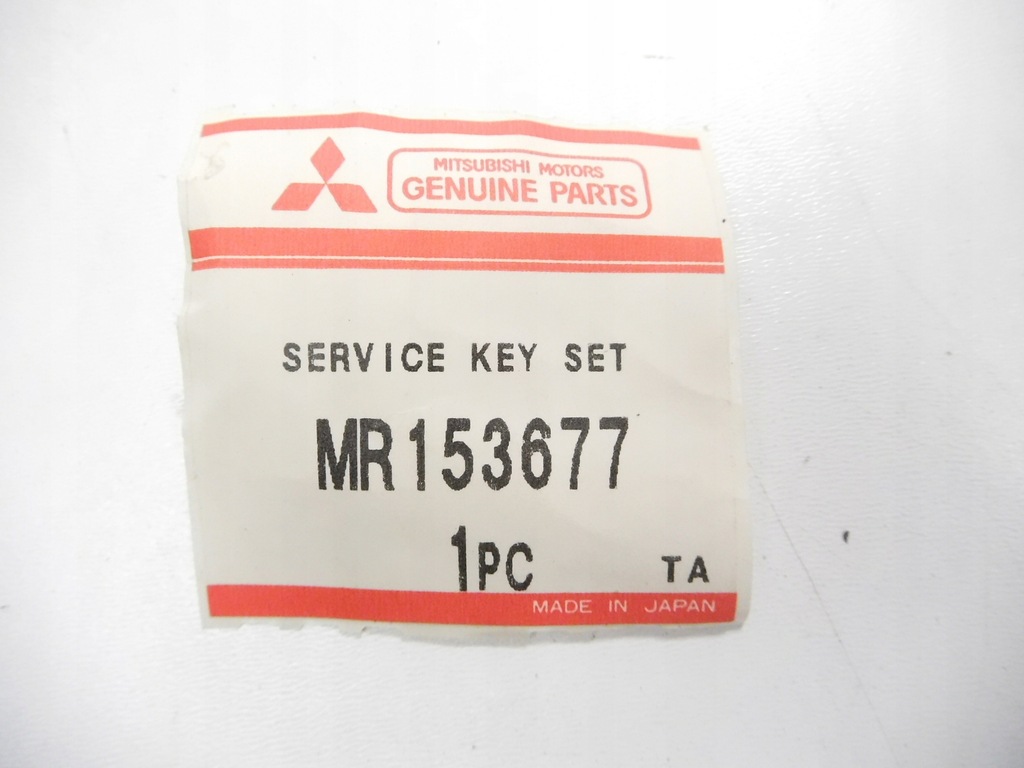 MITSUBISHI MOTORS
GENUINE PARTS
SERVICE KEY SET
MR153677
1PC TA
MADE IN JAPAN